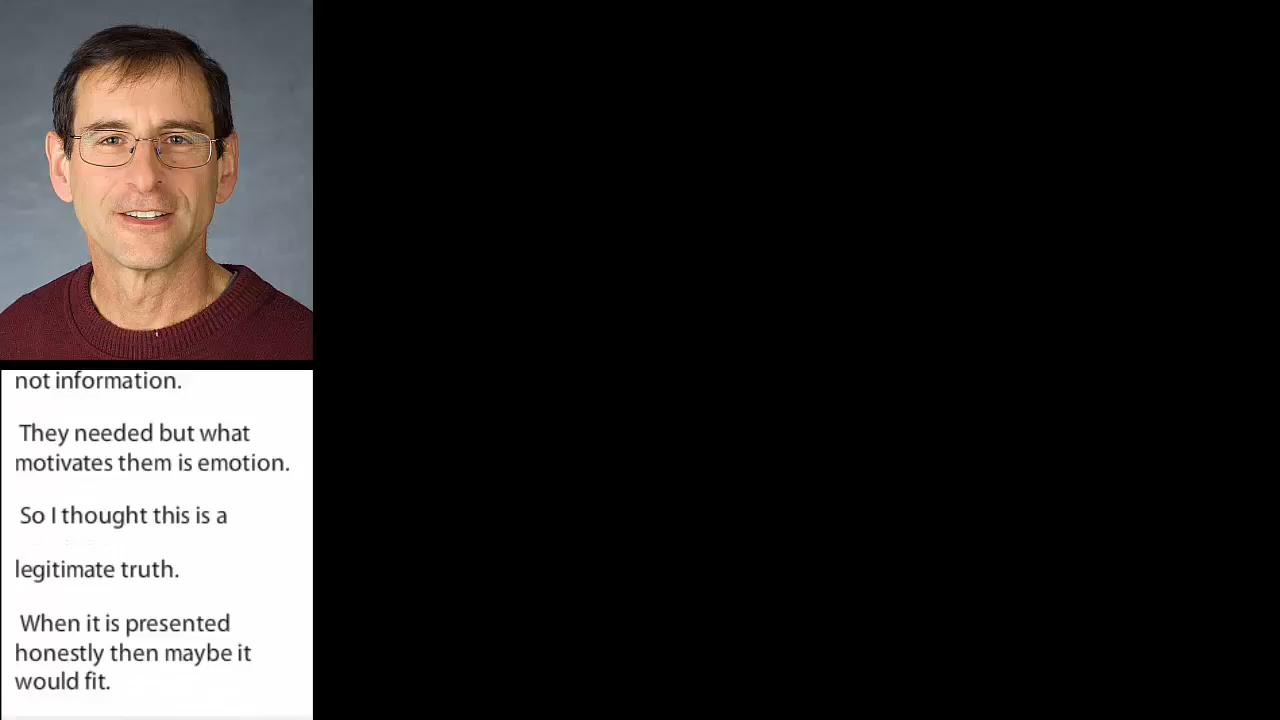 not information.
They needed but what
motivates them is emotion.
So I thought this is a
legitimate truth.
When it is presented
honestly then maybe it
would fit.